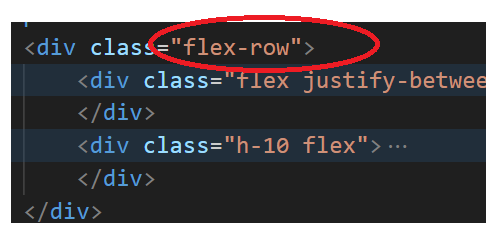 <div class="flex-row">
<div class="flex justify-betwee
</div>
<div class="h-10 flex">···
</div>
</div>